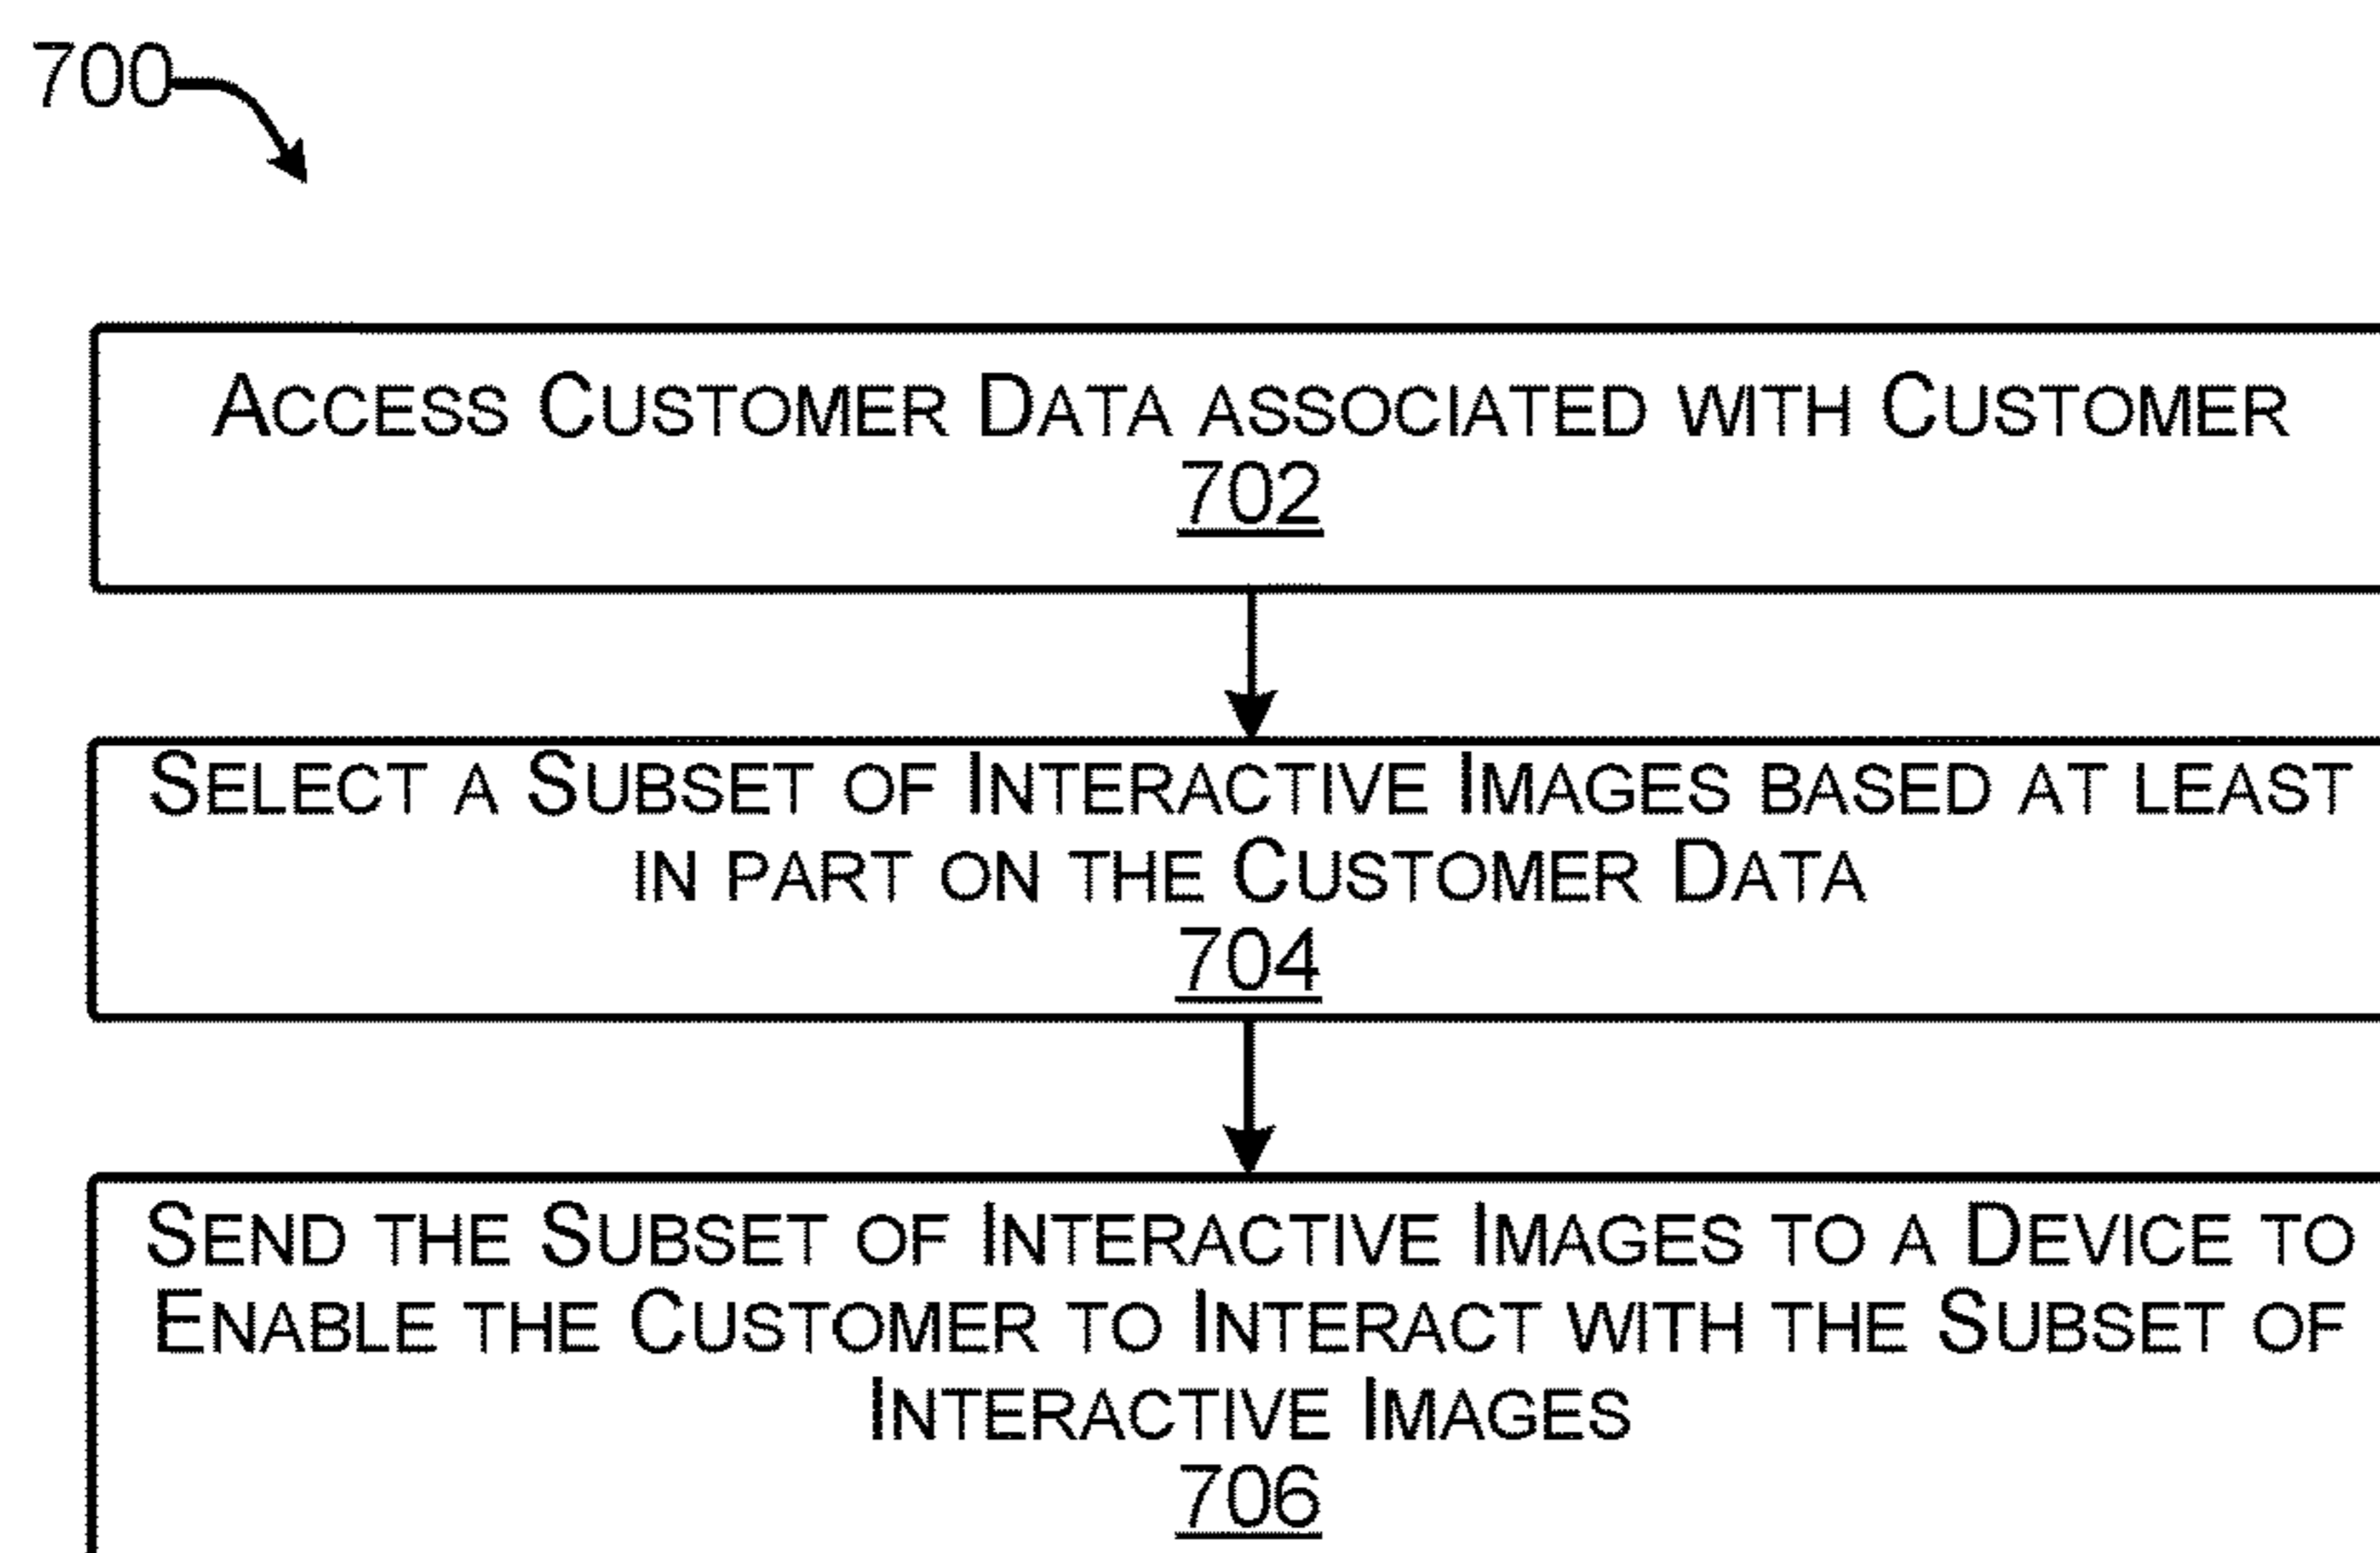 700
Access Customer Data associated with Customer
702
Select a Subset of Interactive Images based at least
in part on the Customer Data
704
Send the Subset of Interactive Images to a Device to
Enable the Customer to Interact with the Subset of
Interactive Images
706